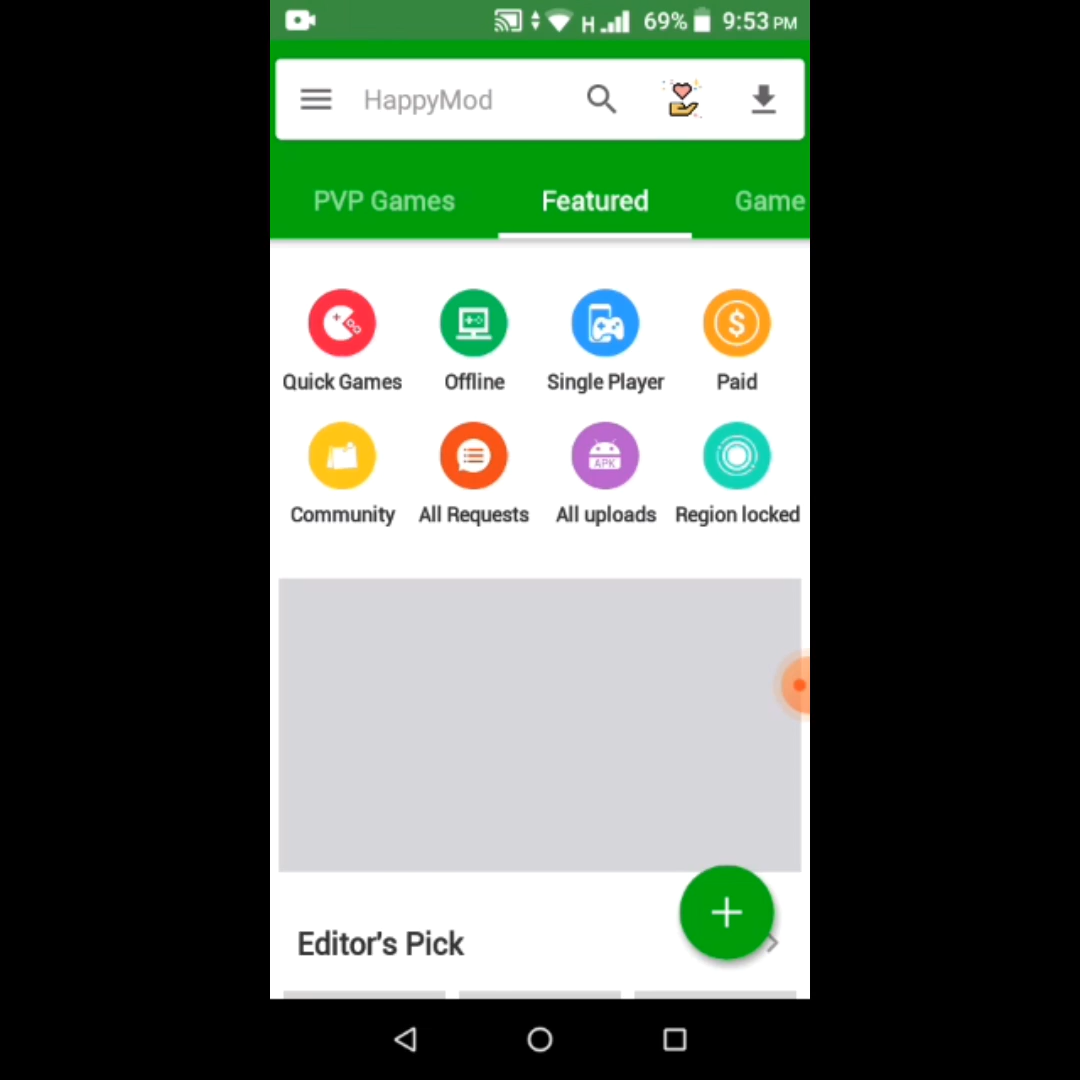 H 69% 9:53 PM
HappyMod
PVP Games Featured Game
Quick Games Offline Single Player Paid
APK
Community All Requests All uploads Region locked
Editor's Pick